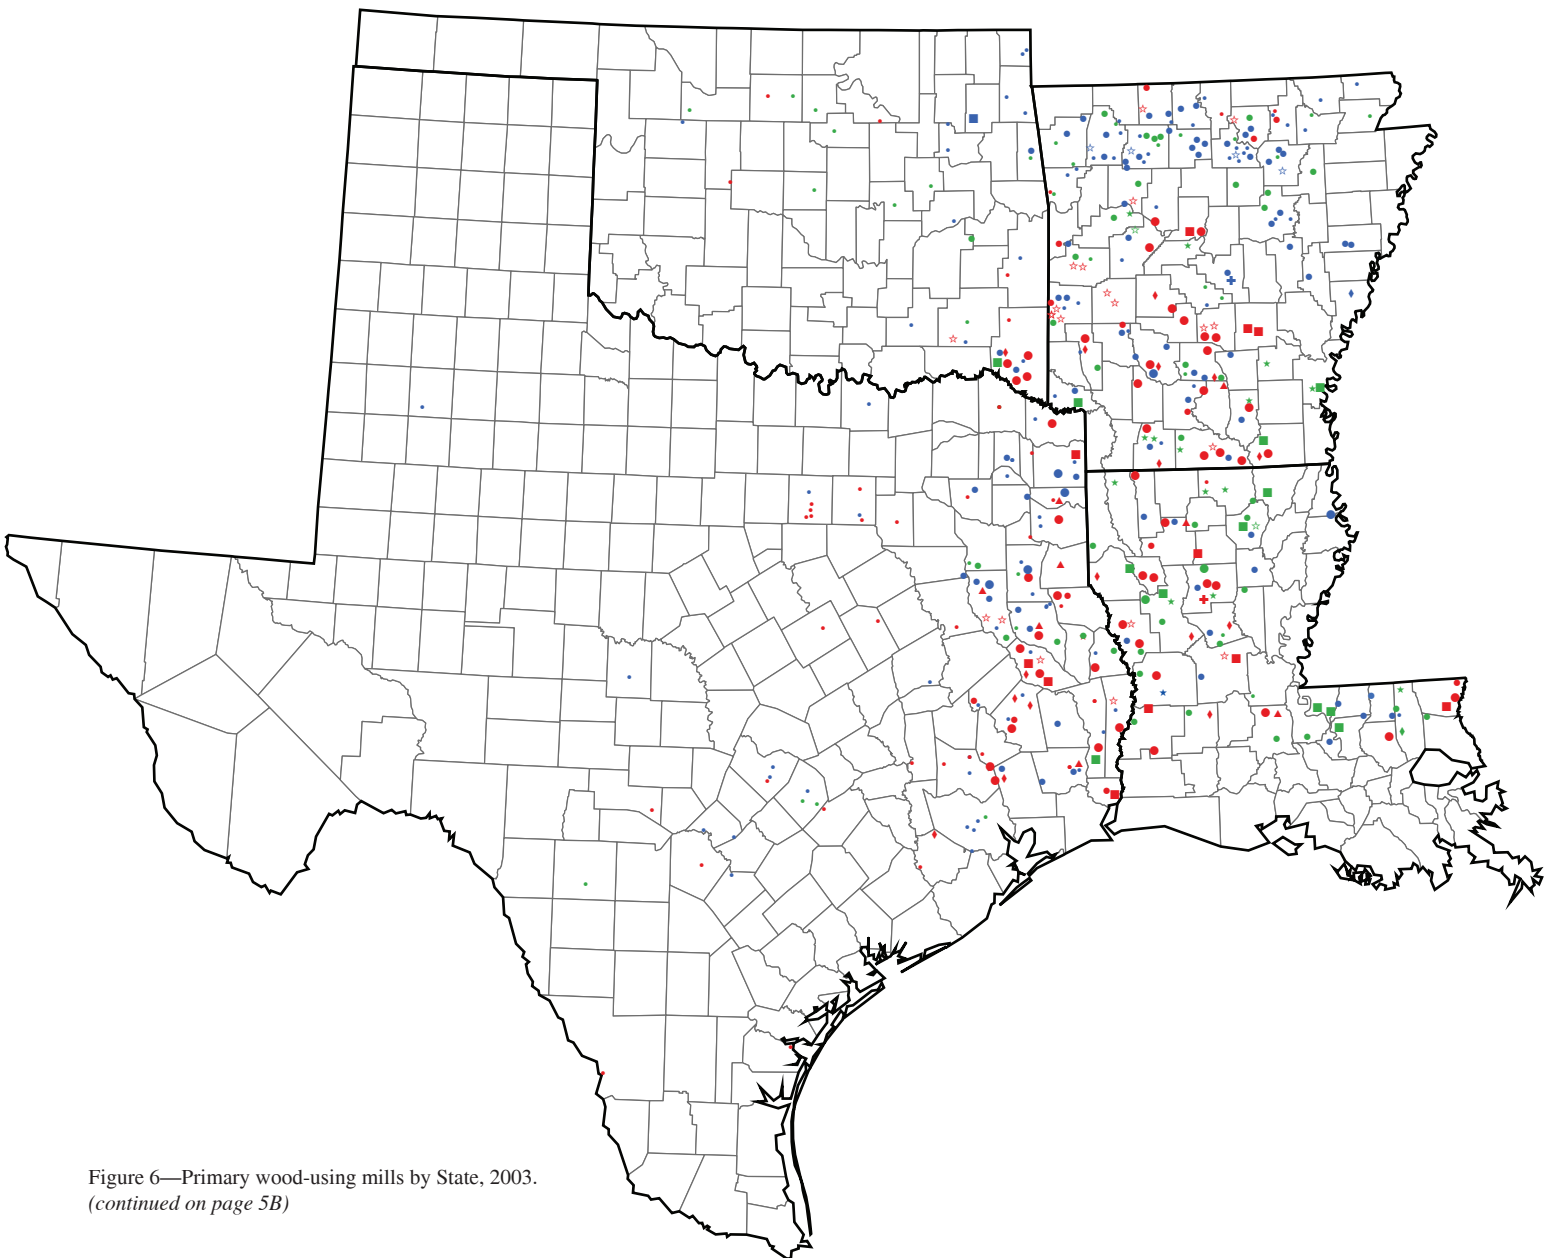 Figure 6—Primary wood-using mills by State, 2003.
(continued on page 5B)